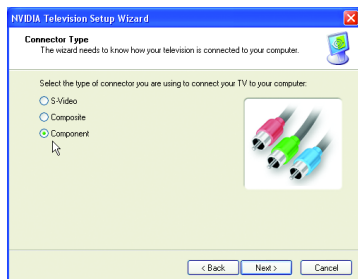 NVIDIA Television Setup Wizard
Connector Type
The wizard needs to know how your television is connected to your computer.
Select the type of connector you are using to connect your TV to your computer:
S-Video
Composite
Component
< Back
Next >
Cancel